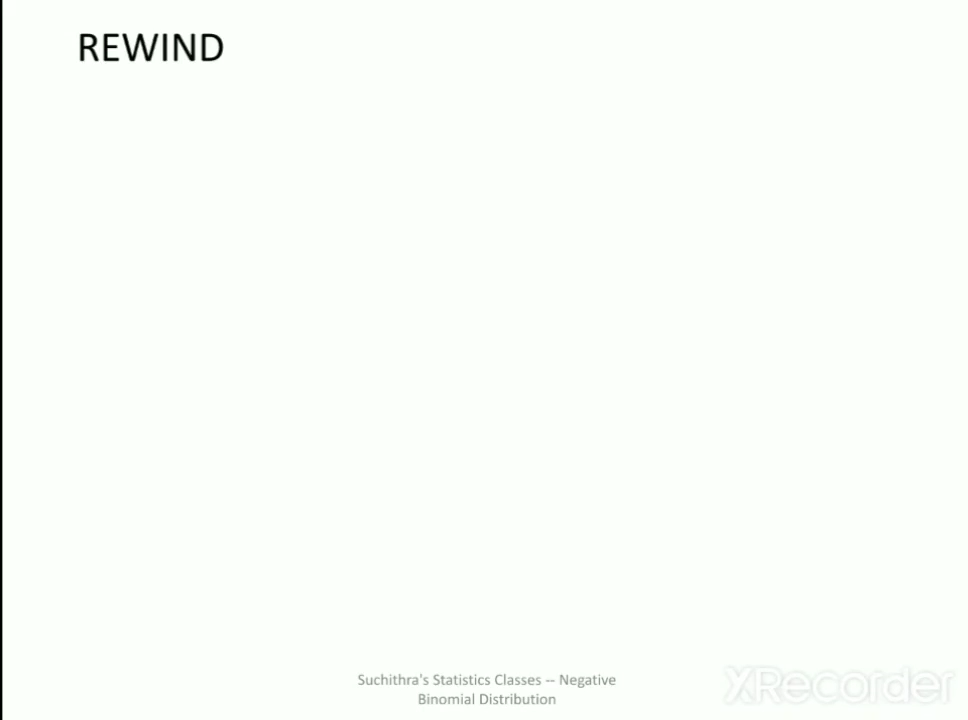 REWIND
Suchithra's Statistics Classes -- Negative
Binomial Distribution
XRecorder